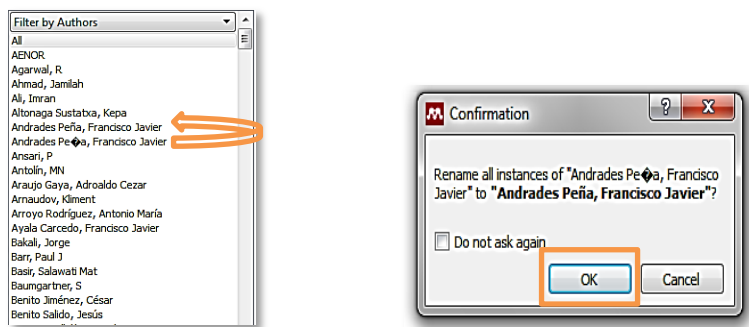 Filter by Authors
All
AENOR
Agarwal, R
Ahmad, Jamilah
Ali, Imran
Altonaga Sustatxa, Kepa
Andrades Peña, Francisco Javier
Andrades Pe�a, Francisco Javier
Ansari, P
Antolín, MN
Araujo Gaya, Adroaldo Cezar
Arnaudov, Kliment
Arroyo Rodríguez, Antonio María
Ayala Carcedo, Francisco Javier
Bakali, Jorge
Barr, Paul J
Basir, Salawati Mat
Baumgartner, S
Benito Jiménez, César
Benito Salido, Jesús
Confirmation
Rename all instances of "Andrades Pe�a, Francisco
Javier" to "Andrades Peña, Francisco Javier"?
Do not ask again
OK
Cancel